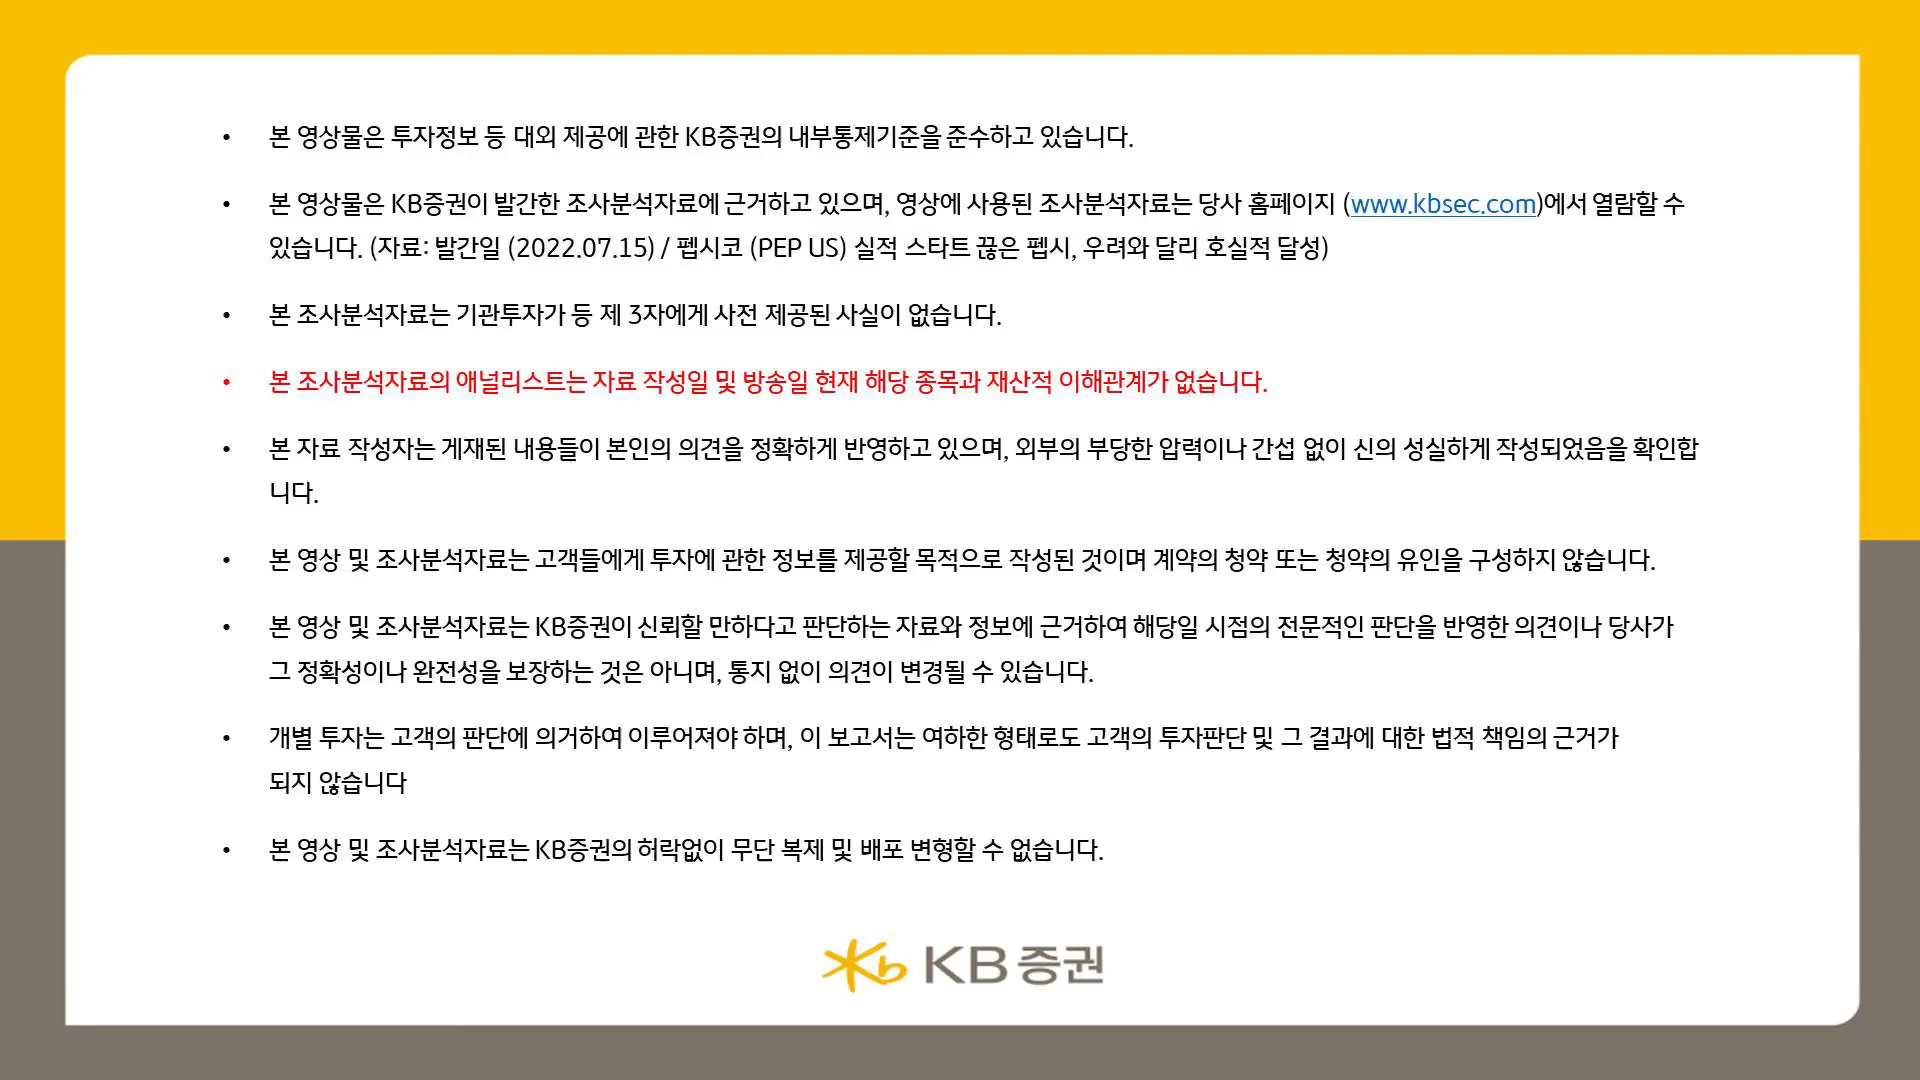 • 본 영상물은 투자정보 등 대외 제공에 관한 KB증권의 내부통제기준을 준수하고 있습니다.
• 본 영상물은 KB증권이 발간한 조사분석자료에 근거하고 있으며, 영상에 사용된 조사분석자료는 당사 홈페이지 (www.kbsec.com)에서 열람할 수
있습니다. (자료: 발간일 (2022.07.15) / 펩시코 (PEP US) 실적 스타트 끊은 펩시, 우려와 달리 호실적 달성)
• 본 조사분석자료는 기관투자가 등 제 3자에게 사전 제공된 사실이 없습니다.
• 본 조사분석자료의 애널리스트는 자료 작성일 및 방송일 현재 해당 종목과 재산적 이해관계가 없습니다.
• 본 자료 작성자는 게재된 내용들이 본인의 의견을 정확하게 반영하고 있으며, 외부의 부당한 압력이나 간섭 없이 신의 성실하게 작성되었음을 확인합
니다.
• 본 영상 및 조사분석자료는 고객들에게 투자에 관한 정보를 제공할 목적으로 작성된 것이며 계약의 청약 또는 청약의 유인을 구성하지 않습니다.
• 본 영상 및 조사분석자료는 KB증권이 신뢰할 만하다고 판단하는 자료와 정보에 근거하여 해당일 시점의 전문적인 판단을 반영한 의견이나 당사가
그 정확성이나 완전성을 보장하는 것은 아니며, 통지 없이 의견이 변경될 수 있습니다.
• 개별 투자는 고객의 판단에 의거하여 이루어져야 하며, 이 보고서는 여하한 형태로도 고객의 투자판단 및 그 결과에 대한 법적 책임의 근거가
되지 않습니다
• 본 영상 및 조사분석자료는 KB증권의 허락없이 무단 복제 및 배포 변형할 수 없습니다.
Kb KB증권